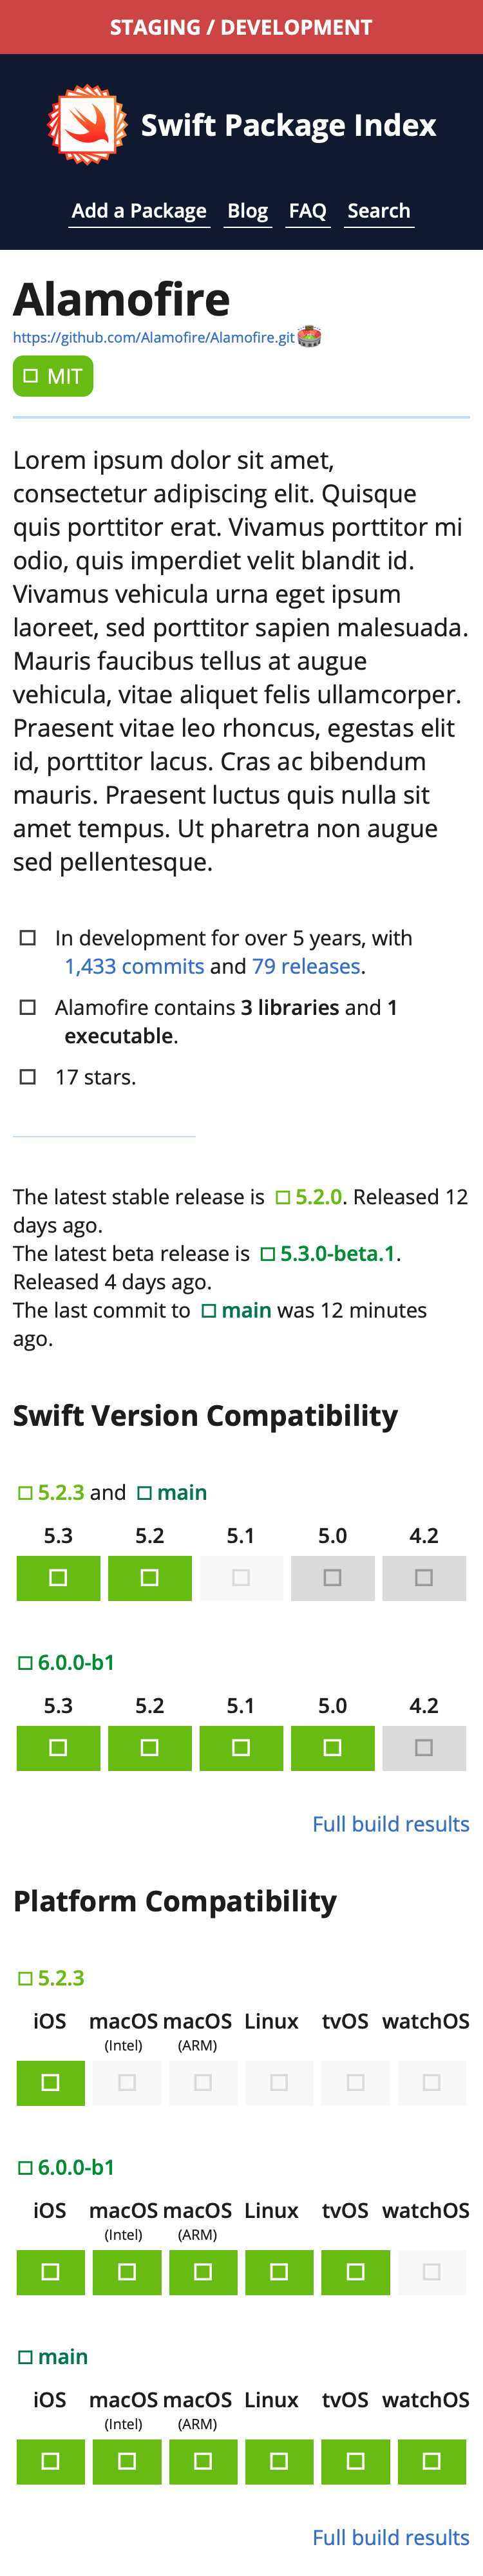 STAGING / DEVELOPMENT
Swift Package Index
Add a Package Blog FAQ Search
Alamofire
https://github.com/Alamofire/Alamofire.git
MIT
Lorem ipsum dolor sit amet,
consectetur adipiscing elit. Quisque
quis porttitor erat. Vivamus porttitor mi
odio, quis imperdiet velit blandit id.
Vivamus vehicula urna eget ipsum
laoreet, sed porttitor sapien malesuada.
Mauris faucibus tellus at augue
vehicula, vitae aliquet felis ullamcorper.
Praesent vitae leo rhoncus, egestas elit
id, porttitor lacus. Cras ac bibendum
mauris. Praesent luctus quis nulla sit
amet tempus. Ut pharetra non augue
sed pellentesque.
In development for over 5 years, with
1,433 commits and 79 releases.
Alamofire contains 3 libraries and 1
executable.
17 stars.
The latest stable release is 5.2.0. Released 12
days ago.
The latest beta release is 5.3.0-beta.1.
Released 4 days ago.
The last commit to main was 12 minutes
ago.
Swift Version Compatibility
5.2.3 and main
5.3 5.2 5.1 5.0 4.2
6.0.0-b1
5.3 5.2 5.1 5.0 4.2
Full build results
Platform Compatibility
5.2.3
iOS macOS macOS Linux tvOS watchOS
(Intel) (ARM)
6.0.0-b1
iOS macOS macOS Linux tvOS watchOS
(Intel) (ARM)
main
iOS macOS macOS Linux tvOS watchOS
(Intel) (ARM)
Full build results